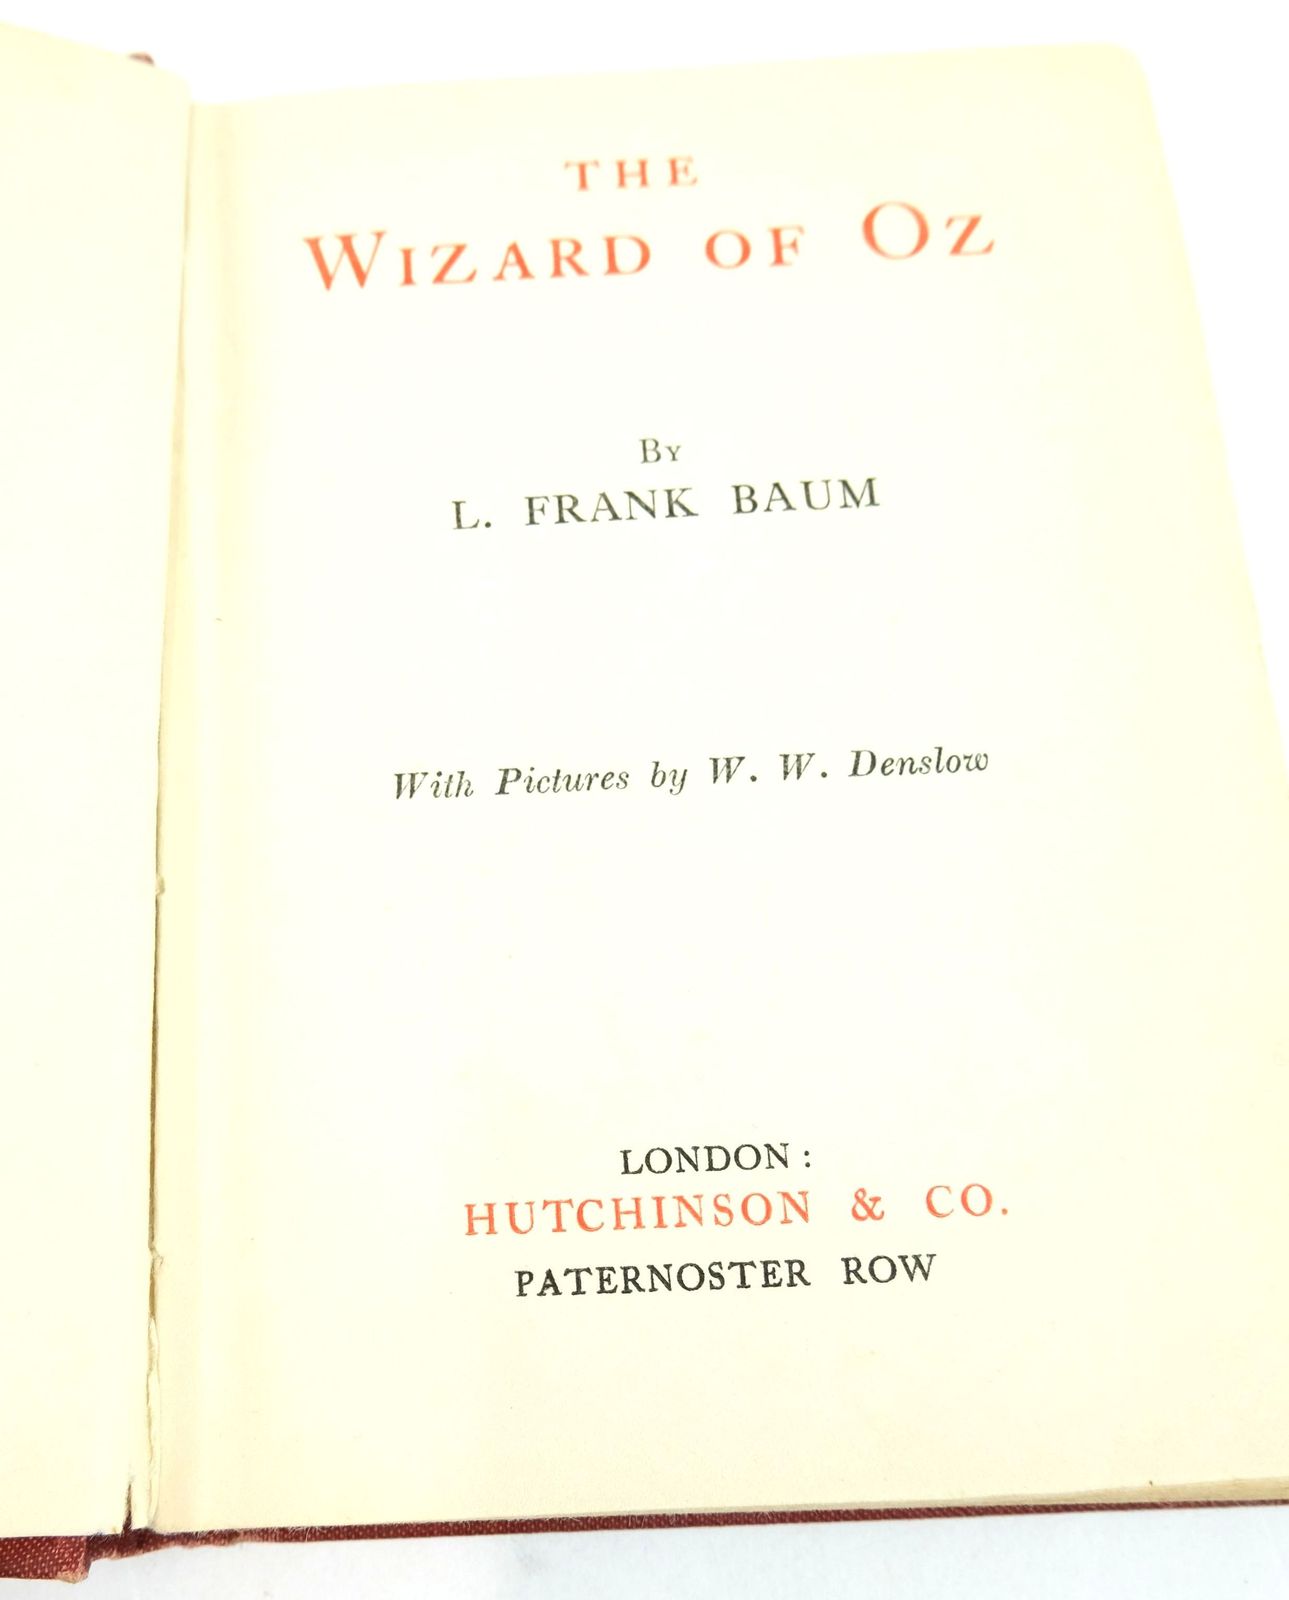 THE
WIZARD OF OZ
BY
L. FRANK BAUM
With Pictures by W. W. Denslow
LONDON:
HUTCHINSON & CO.
PATERNOSTER ROW